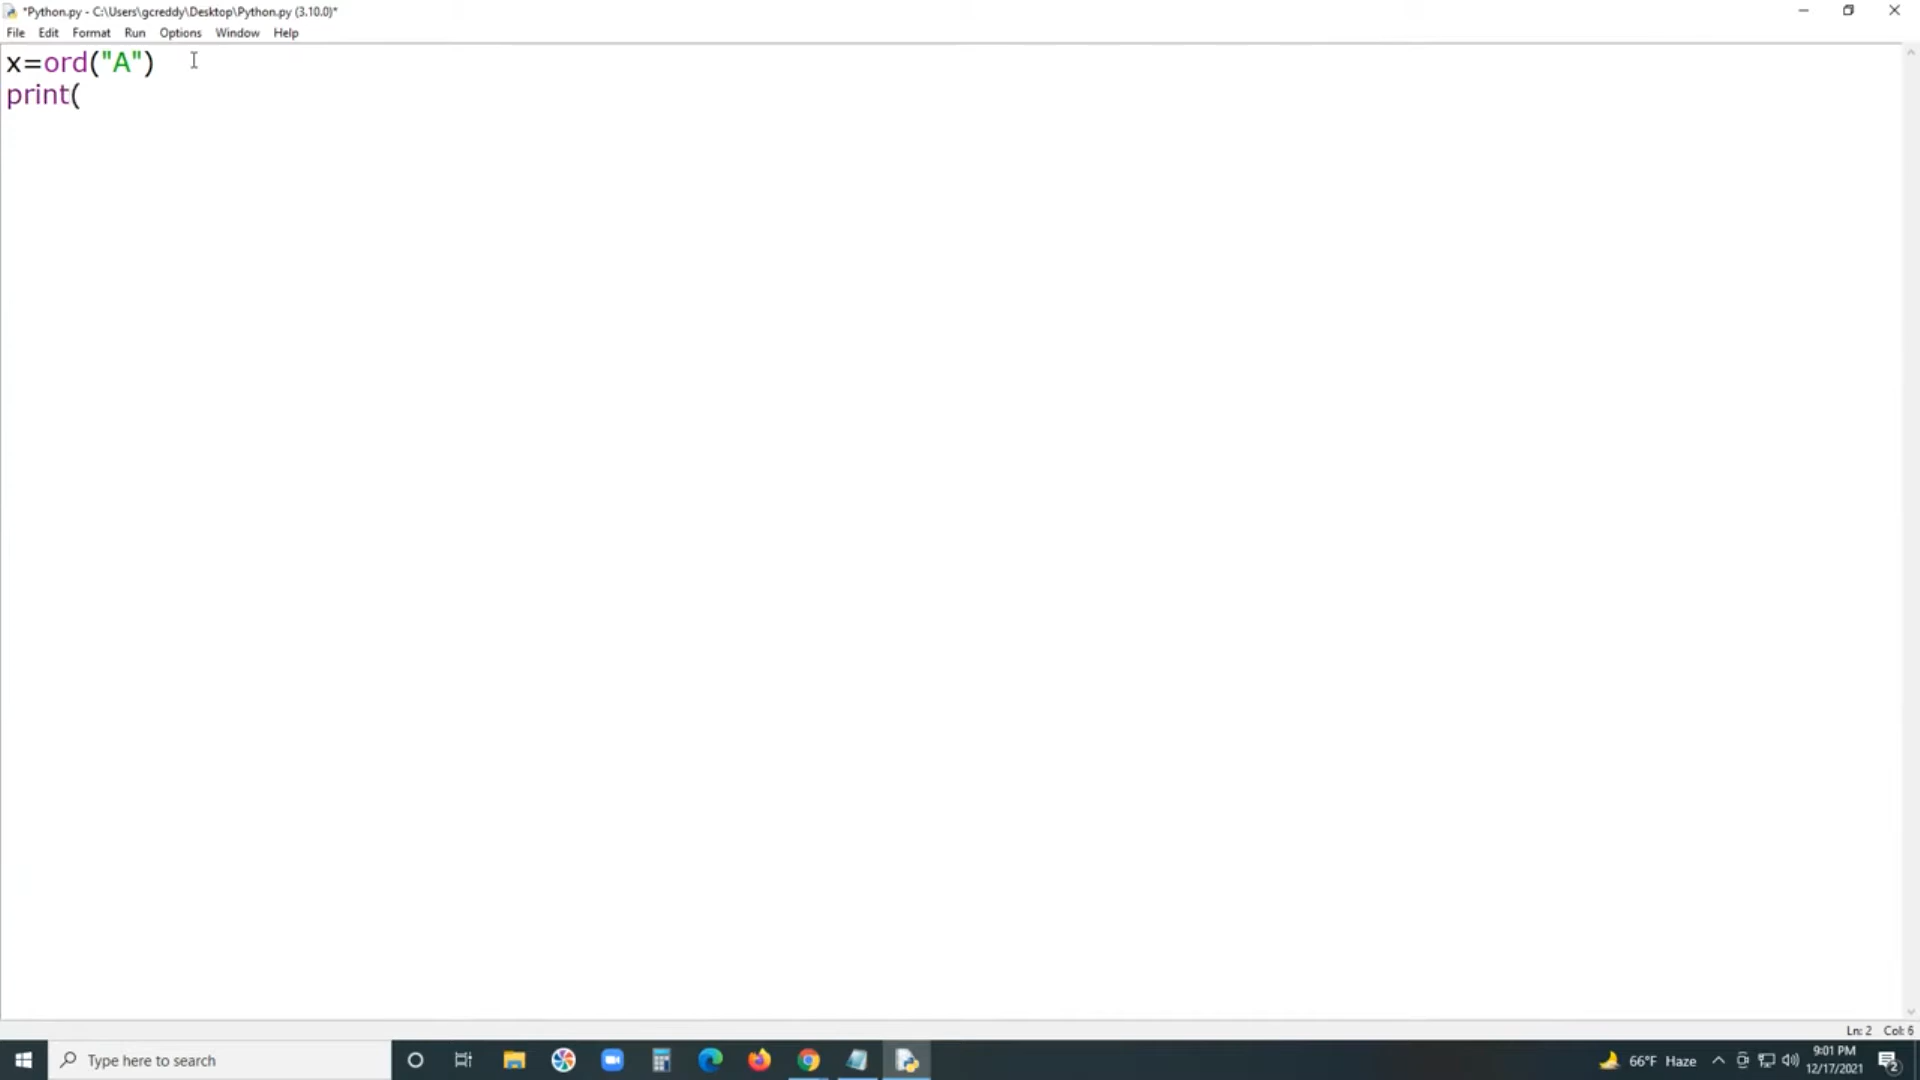 *Python.py - C:\Users\gcreddy\Desktop\Python.py (3.10.0)*
File Edit Format Run Options Window Help
x=ord("A")
print(
Ln: 2 Col: 6
Type here to search
66°F Haze
9:01 PM
12/17/2021
2